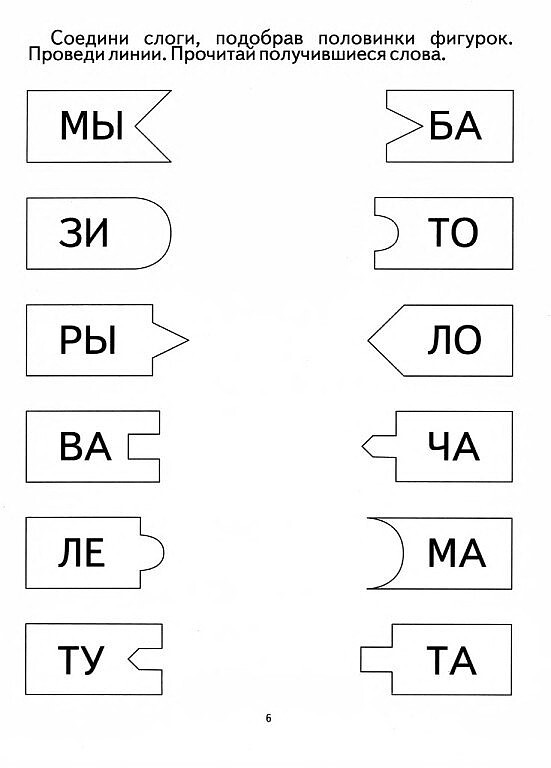 Соедини слоги, подобрав половинки фигурок.
Проведи линии. Прочитай получившиеся слова.
МЫ БА
ЗИ ТО
РЫ ЛО
ВА ЧА
ЛЕ МА
ТУ ТА
6